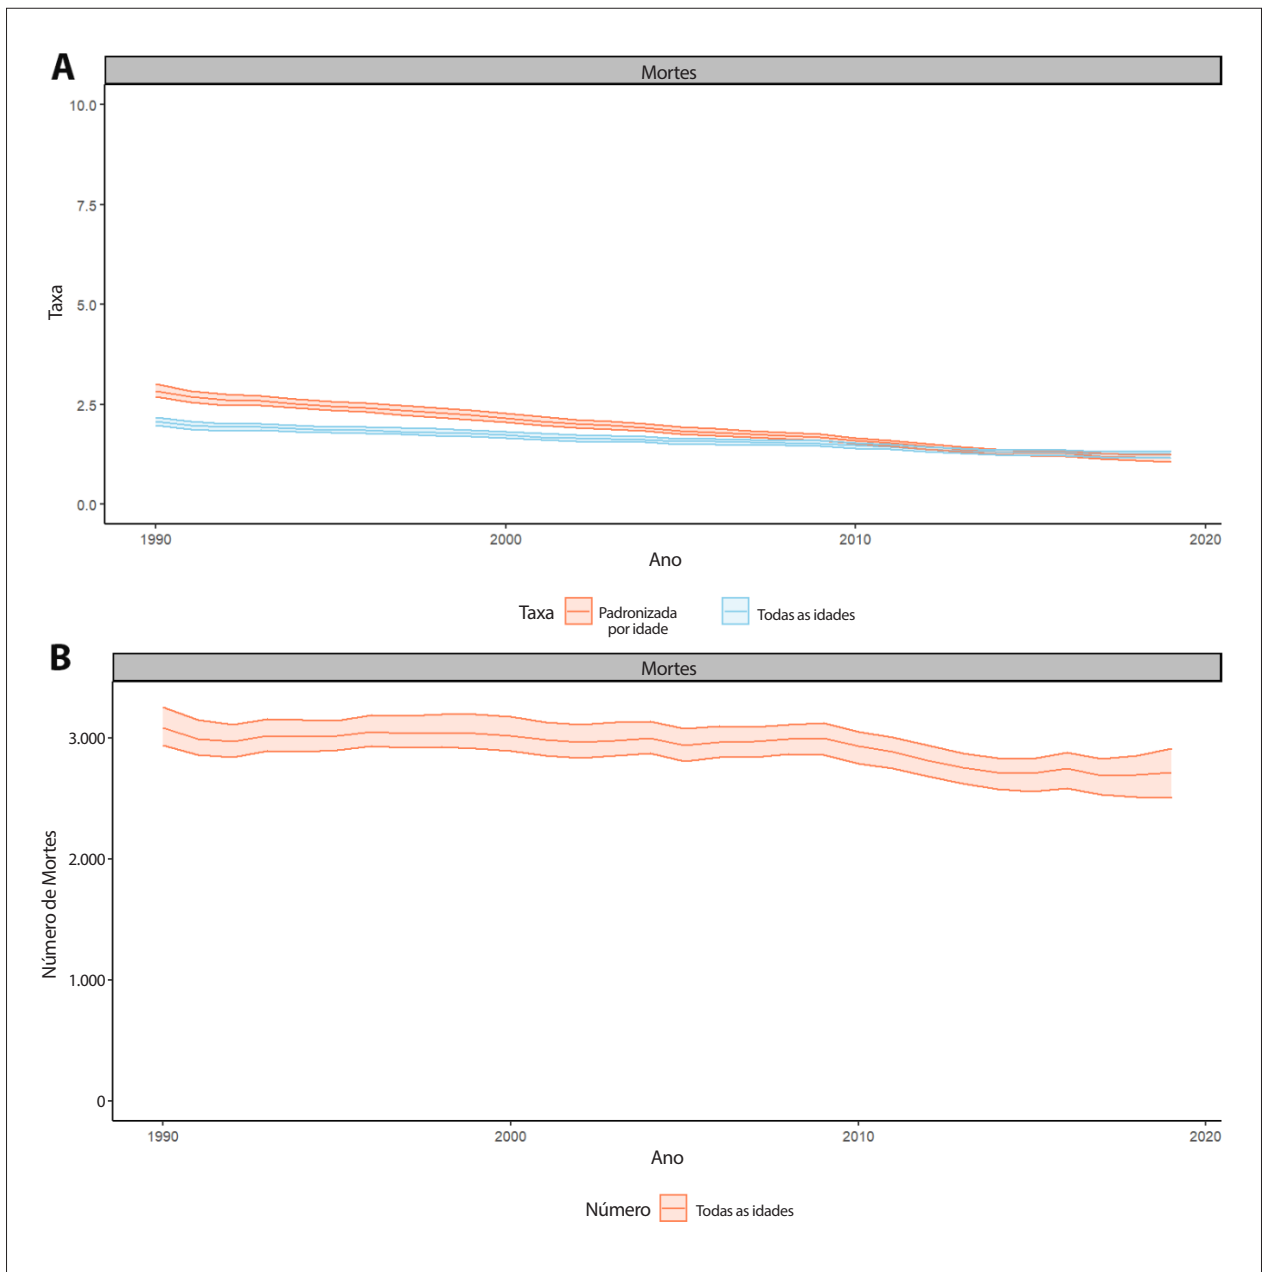 A
Mortes
10.0
7.5
5.0
2.5
0.0
Taxa
1990
2000
2010
2020
Ano
Taxa
Padronizada
por idade
Todas as idades
B
Mortes
3.000
2.000
1.000
0
Número de Mortes
1990
2000
2010
2020
Ano
Número
Todas as idades